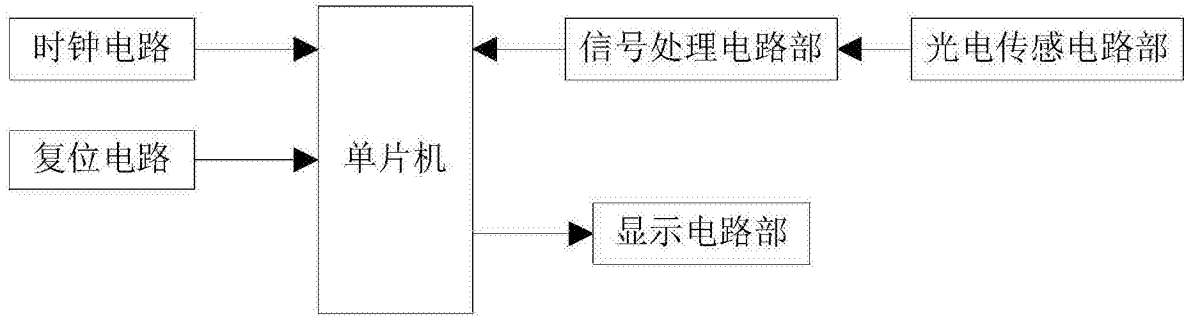 时钟电路
信号处理电路部
光电传感电路部
复位电路
单片机
显示电路部